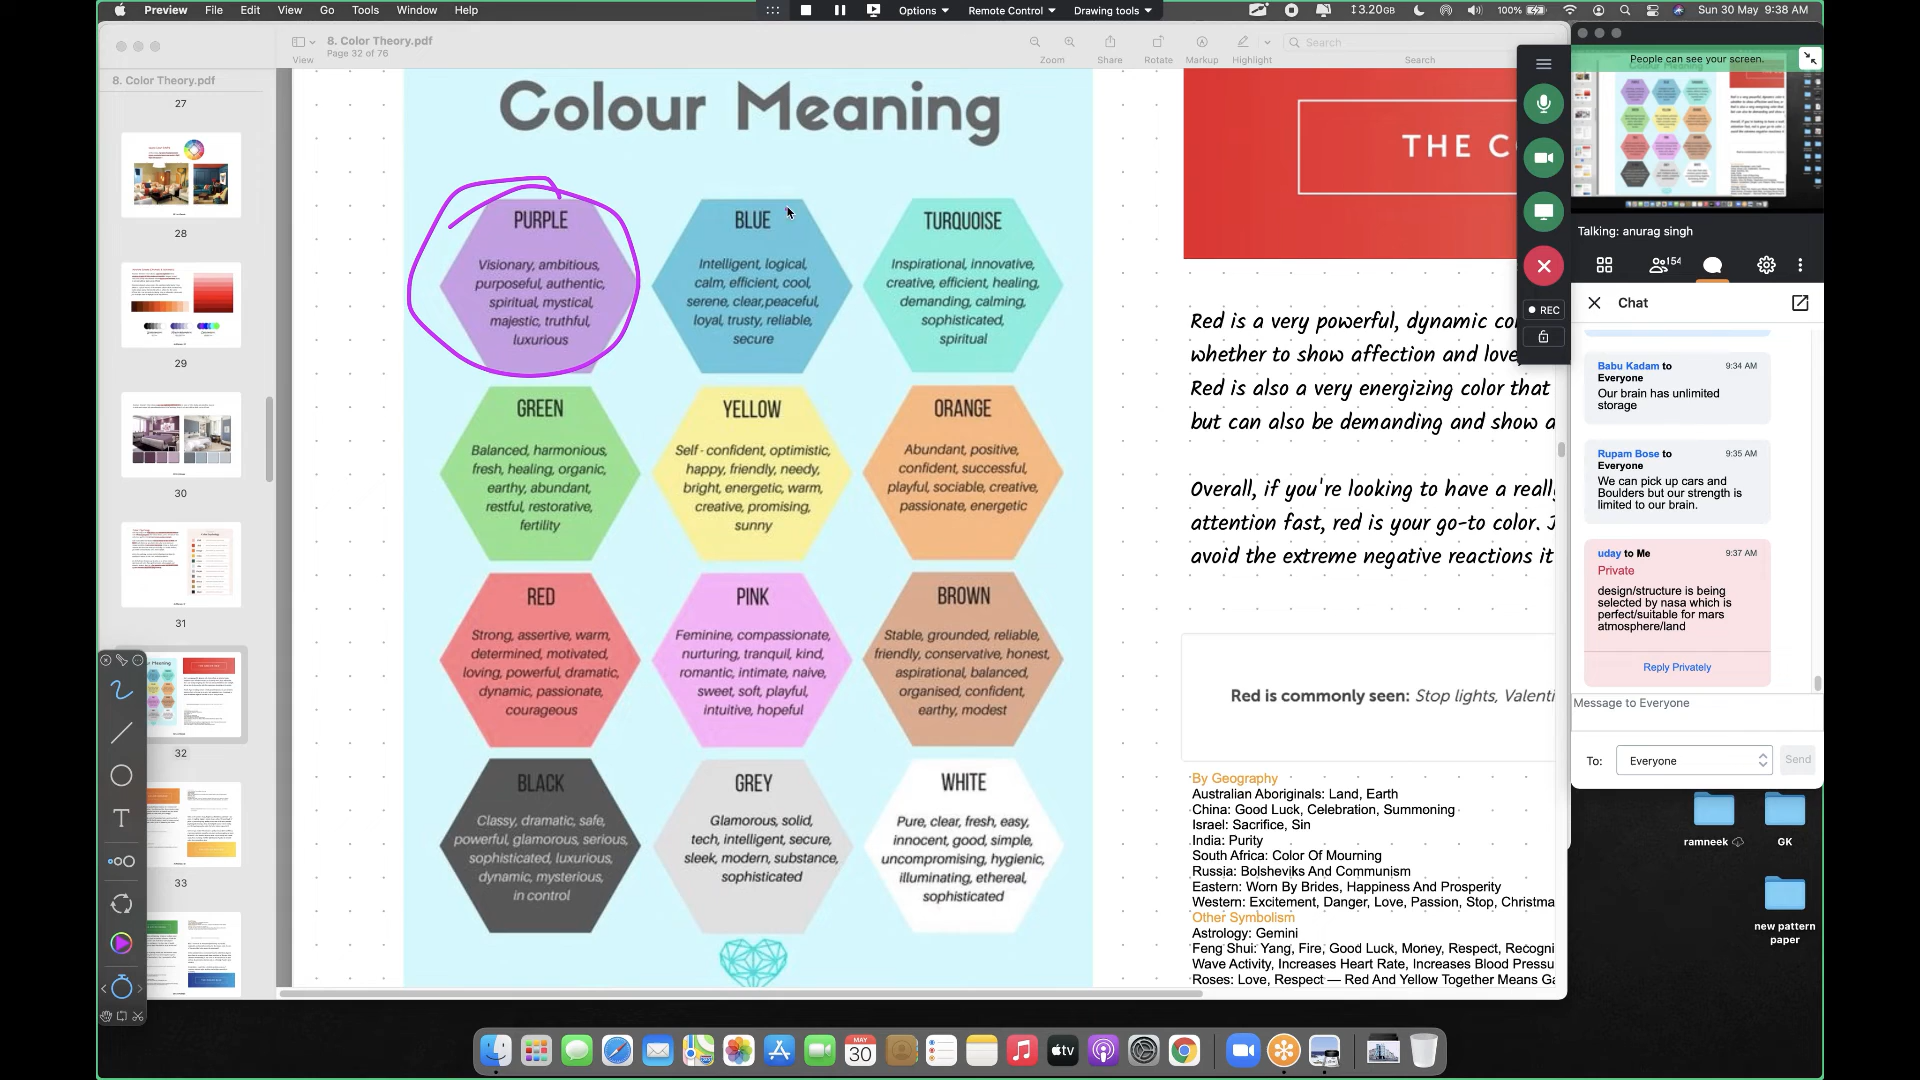 Preview
File
Edit
View
Go
Tools
Window
Help
Options
Remote Control
Drawing tools
3.20GB
100%
Sun 30 May 9:38 AM
8. Color Theory.pdf
Page 32 of 76
View
Zoom
Share
Rotate
Markup
Highlight
Search
Search
8. Color Theory.pdf
27
28
29
30
31
32
33
Colour Meaning
PURPLE
Visionary, ambitious,
purposeful, authentic,
spiritual, mystical,
majestic, truthful,
luxurious
BLUE
Intelligent, logical,
calm, efficient, cool,
serene, clear,peaceful,
loyal, trusty, reliable,
secure
TURQUOISE
Inspirational, innovative,
creative, efficient, healing,
demanding, calming,
sophisticated,
spiritual
GREEN
Balanced, harmonious,
fresh, healing, organic,
earthy, abundant,
restful, restorative,
fertility
YELLOW
Self - confident, optimistic,
happy, friendly, needy,
bright, energetic, warm,
creative, promising,
sunny
ORANGE
Abundant, positive,
confident, successful,
playful, sociable, creative,
passionate, energetic
RED
Strong, assertive, warm,
determined, motivated,
loving, powerful, dramatic,
dynamic, passionate,
courageous
PINK
Feminine, compassionate,
nurturing, tranquil, kind,
romantic, intimate, naive,
sweet, soft, playful,
intuitive, hopeful
BROWN
Stable, grounded, reliable,
friendly, conservative, honest,
aspirational, balanced,
organised, confident,
earthy, modest
BLACK
Classy, dramatic, safe,
powerful, glamorous, serious,
sophisticated, luxurious,
dynamic, mysterious,
in control
GREY
Glamorous, solid,
tech, intelligent, secure,
sleek, modern, substance,
sophisticated
WHITE
Pure, clear, fresh, easy,
innocent, good, simple,
uncompromising, hygienic,
illuminating, ethereal,
sophisticated
THE C
Red is a very powerful, dynamic co
whether to show affection and love
Red is also a very energizing color that
but can also be demanding and show a
Overall, if you're looking to have a really
attention fast, red is your go-to color. J
avoid the extreme negative reactions it
Red is commonly seen: Stop lights, Valenti
By Geography
Australian Aboriginals: Land, Earth
China: Good Luck, Celebration, Summoning
Israel: Sacrifice, Sin
India: Purity
South Africa: Color Of Mourning
Russia: Bolsheviks And Communism
Eastern: Worn By Brides, Happiness And Prosperity
Western: Excitement, Danger, Love, Passion, Stop, Christma
Other Symbolism
Astrology: Gemini
Feng Shui: Yang, Fire, Good Luck, Money, Respect, Recogni
Wave Activity, Increases Heart Rate, Increases Blood Pressu
Roses: Love, Respect — Red And Yellow Together Means Ga
REC
People can see your screen.
Talking: anurag singh
154
Chat
Babu Kadam to
Everyone
9:34 AM
Our brain has unlimited
storage
Rupam Bose to
Everyone
9:35 AM
We can pick up cars and
Boulders but our strength is
limited to our brain.
uday to Me
9:37 AM
Private
design/structure is being
selected by nasa which is
perfect/suitable for mars
atmosphere/land
Reply Privately
Message to Everyone
To:
Everyone
Send
ramneek
GK
new pattern
paper
MAY
30
tv